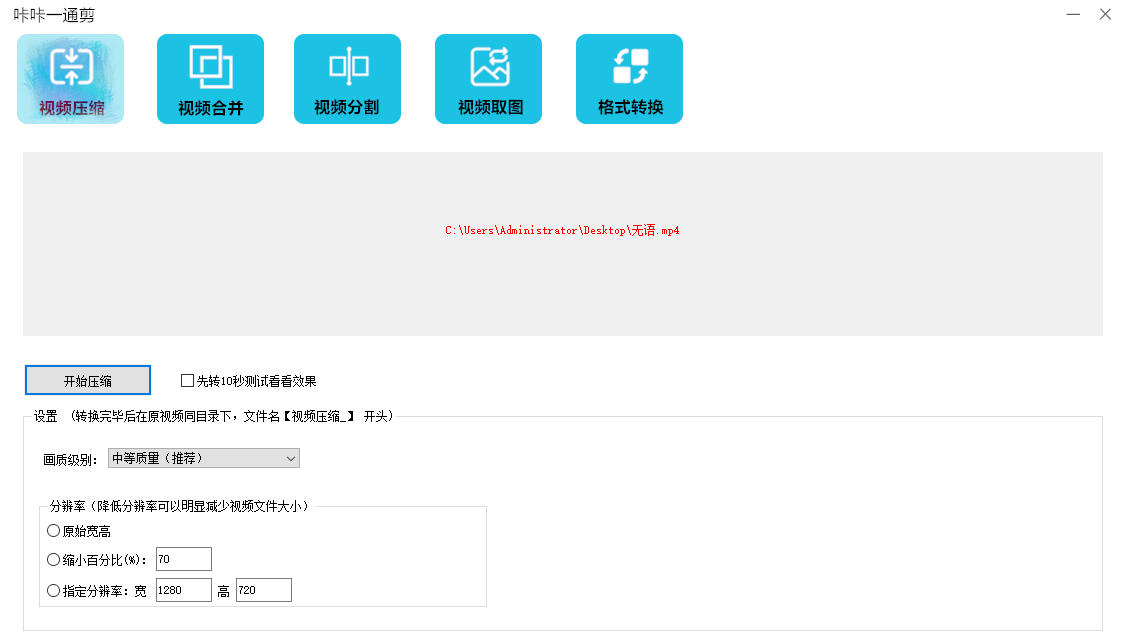 咔咔一通剪
视频压缩 视频合并 视频分割 视频取图 格式转换
C:\Users\Administrator\Desktop\无语.mp4
开始压缩 先转10秒测试看看效果
设置 （转换完毕后在原视频同目录下，文件名【视频压缩_】 开头）
画质级别： 中等质量（推荐）
分辨率（降低分辨率可以明显减少视频文件大小）
原始宽高
缩小百分比(%)： 70
指定分辨率：宽 1280 高 720